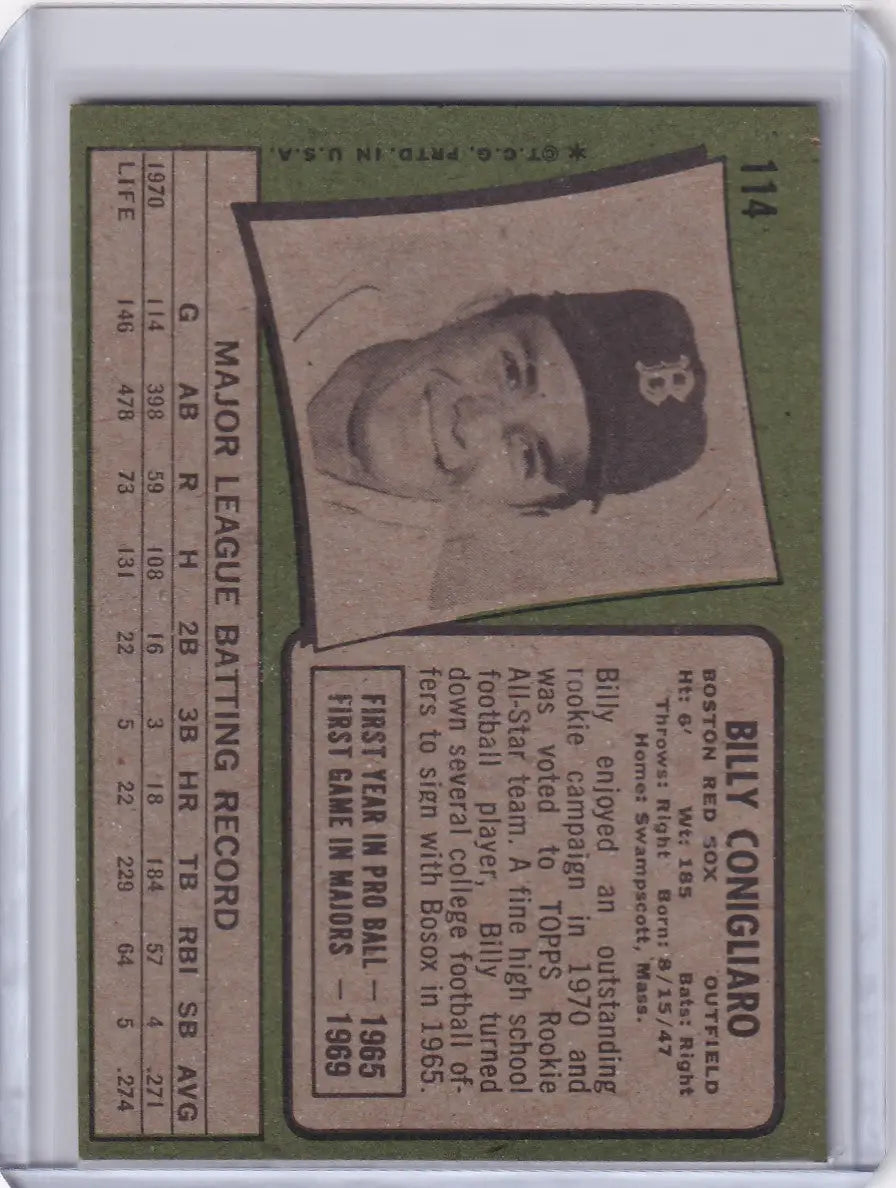 114
BILLY CONIGLIARO
BOSTON RED SOX OUTFIELD
Ht: 6' Wt: 185 Bats: Right
Throws: Right Born: 8/15/47
Home: Swampscott, Mass.
Billy enjoyed an outstanding
rookie campaign in 1970 and
was voted to TOPPS Rookie
All-Star team. A fine high school
football player, Billy turned
down several college football of-
fers to sign with Bosox in 1965.
FIRST YEAR IN PRO BALL — 1965
FIRST GAME IN MAJORS — 1969
B
*©T.C.G. PRTD. IN U.S.A.
MAJOR LEAGUE BATTING RECORD
G AB R H 2B 3B HR TB RBI SB AVG
1970 114 398 59 108 16 3 18 184 57 4 .271
LIFE 146 478 73 131 22 5 22 229 64 5 .274